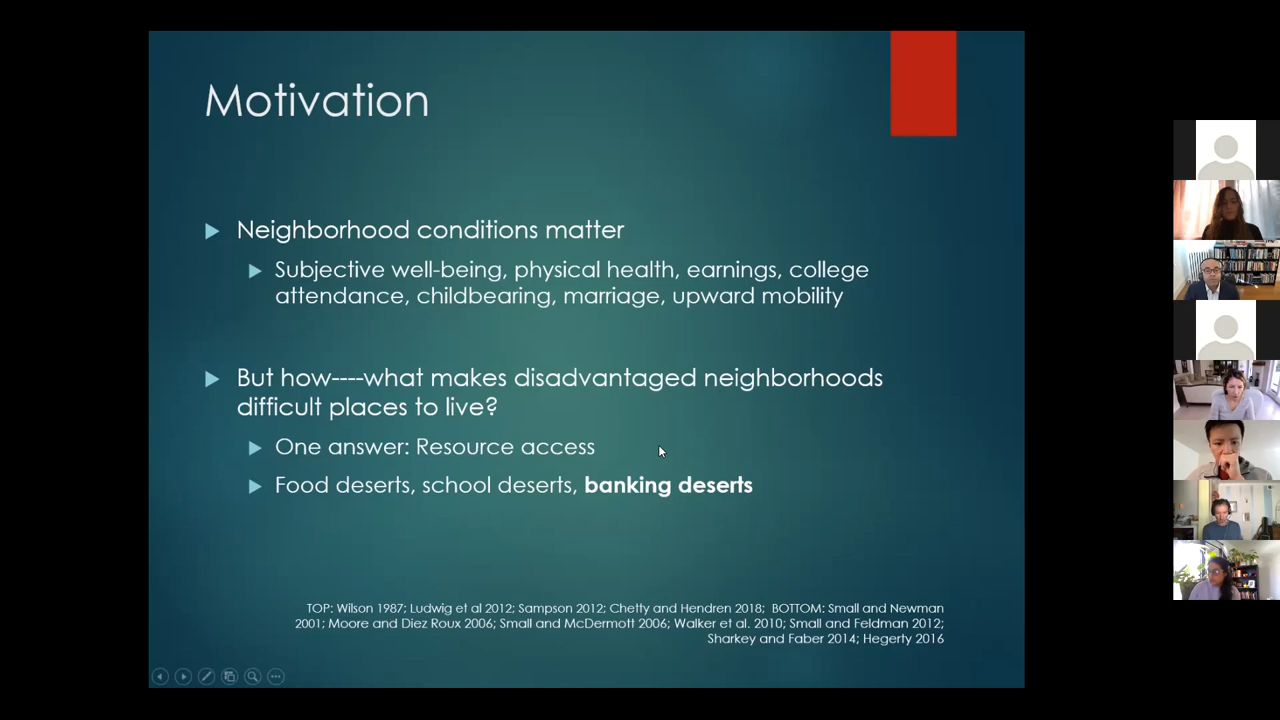 Motivation
Neighborhood conditions matter
Subjective well-being, physical health, earnings, college
attendance, childbearing, marriage, upward mobility
But how----what makes disadvantaged neighborhoods
difficult places to live?
One answer: Resource access
Food deserts, school deserts, banking deserts
TOP: Wilson 1987; Ludwig et al 2012; Sampson 2012; Chetty and Hendren 2018;  BOTTOM: Small and Newman
2001; Moore and Diez Roux 2006; Small and McDermott 2006; Walker et al. 2010; Small and Feldman 2012;
Sharkey and Faber 2014; Hegerty 2016